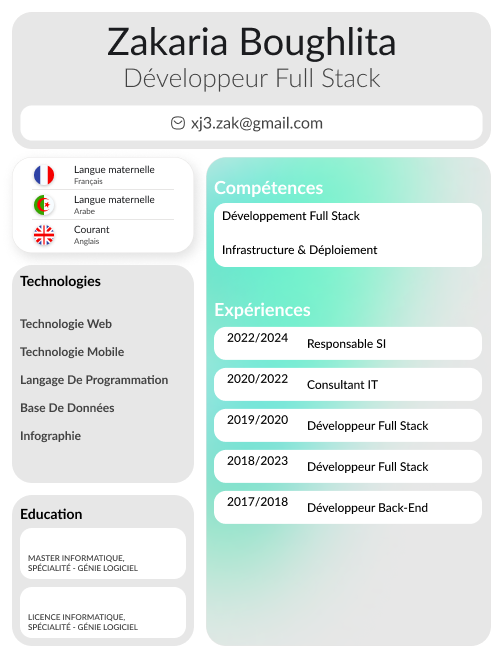 Zakaria Boughlita
Développeur Full Stack
xj3.zak@gmail.com
Langue maternelle
Français
Langue maternelle
Arabe
Courant
Anglais
Technologies
Technologie Web
Technologie Mobile
Langage De Programmation
Base De Données
Infographie
Education
MASTER INFORMATIQUE,
SPÉCIALITÉ - GÉNIE LOGICIEL
LICENCE INFORMATIQUE,
SPÉCIALITÉ - GÉNIE LOGICIEL
Compétences
Développement Full Stack
Infrastructure & Déploiement
Expériences
2022/2024 Responsable SI
2020/2022 Consultant IT
2019/2020 Développeur Full Stack
2018/2023 Développeur Full Stack
2017/2018 Développeur Back-End